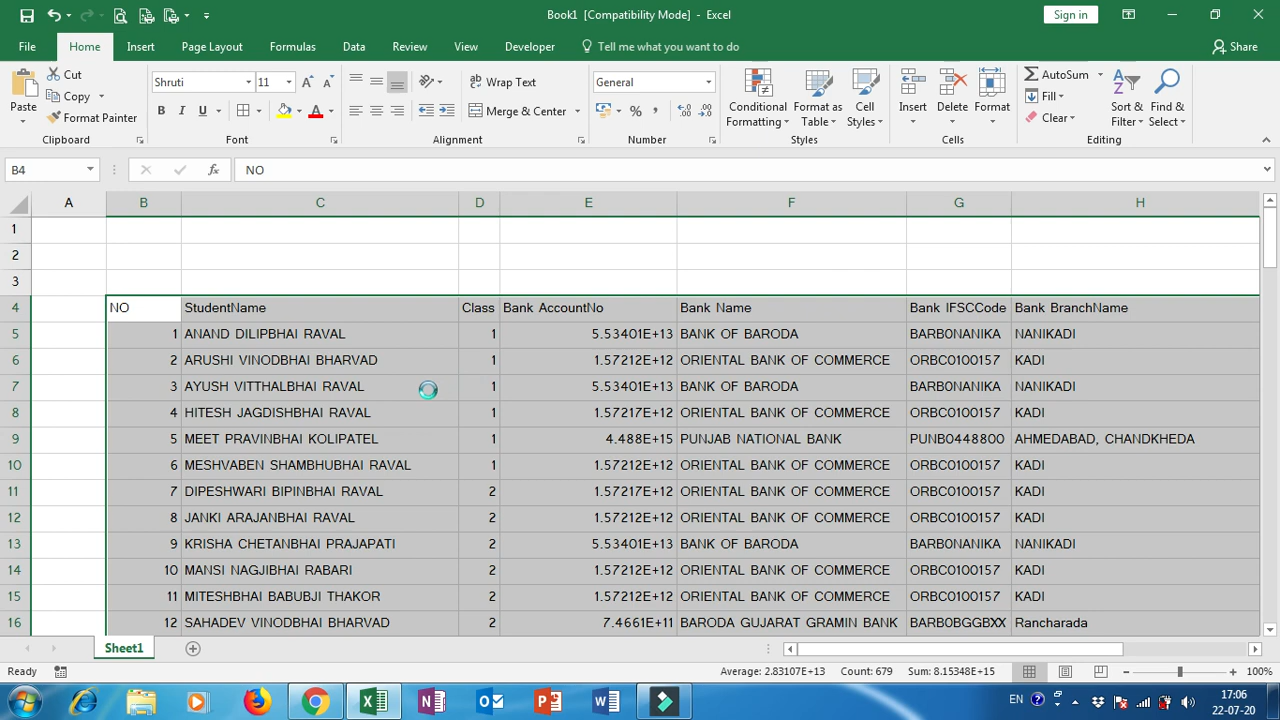 Book1 [Compatibility Mode] - Excel
Sign in
File Home Insert Page Layout Formulas Data Review View Developer Tell me what you want to do Share
Paste
Cut
Copy
Format Painter
Clipboard
Shruti 11
B I U
Font
Wrap Text
Merge & Center
Alignment
General
Number
Conditional Formatting
Format as Table
Cell Styles
Styles
Insert
Delete
Format
Cells
AutoSum
Fill
Clear
Sort & Filter
Find & Select
Editing
B4 fx NO
A B C D E F G H
1
2
3
4 NO StudentName Class Bank AccountNo Bank Name Bank IFSCCode Bank BranchName
5 1 ANAND DILIPBHAI RAVAL 1 5.53401E+13 BANK OF BARODA BARB0NANIKA NANIKADI
6 2 ARUSHI VINODBHAI BHARVAD 1 1.57212E+12 ORIENTAL BANK OF COMMERCE ORBC0100157 KADI
7 3 AYUSH VITTHALBHAI RAVAL 1 5.53401E+13 BANK OF BARODA BARB0NANIKA NANIKADI
8 4 HITESH JAGDISHBHAI RAVAL 1 1.57217E+12 ORIENTAL BANK OF COMMERCE ORBC0100157 KADI
9 5 MEET PRAVINBHAI KOLIPATEL 1 4.488E+15 PUNJAB NATIONAL BANK PUNB0448800 AHMEDABAD, CHANDKHEDA
10 6 MESHVABEN SHAMBHUBHAI RAVAL 1 1.57212E+12 ORIENTAL BANK OF COMMERCE ORBC0100157 KADI
11 7 DIPESHWARI BIPINBHAI RAVAL 2 1.57217E+12 ORIENTAL BANK OF COMMERCE ORBC0100157 KADI
12 8 JANKI ARAJANBHAI RAVAL 2 1.57212E+12 ORIENTAL BANK OF COMMERCE ORBC0100157 KADI
13 9 KRISHA CHETANBHAI PRAJAPATI 2 5.53401E+13 BANK OF BARODA BARB0NANIKA NANIKADI
14 10 MANSI NAGJIBHAI RABARI 2 1.57212E+12 ORIENTAL BANK OF COMMERCE ORBC0100157 KADI
15 11 MITESHBHAI BABUBJI THAKOR 2 1.57212E+12 ORIENTAL BANK OF COMMERCE ORBC0100157 KADI
16 12 SAHADEV VINODBHAI BHARVAD 2 7.4661E+11 BARODA GUJARAT GRAMIN BANK BARB0BGGBXX Rancharada
Sheet1
Ready Average: 2.83107E+13 Count: 679 Sum: 8.15348E+15 100%
EN 17:06
22-07-20